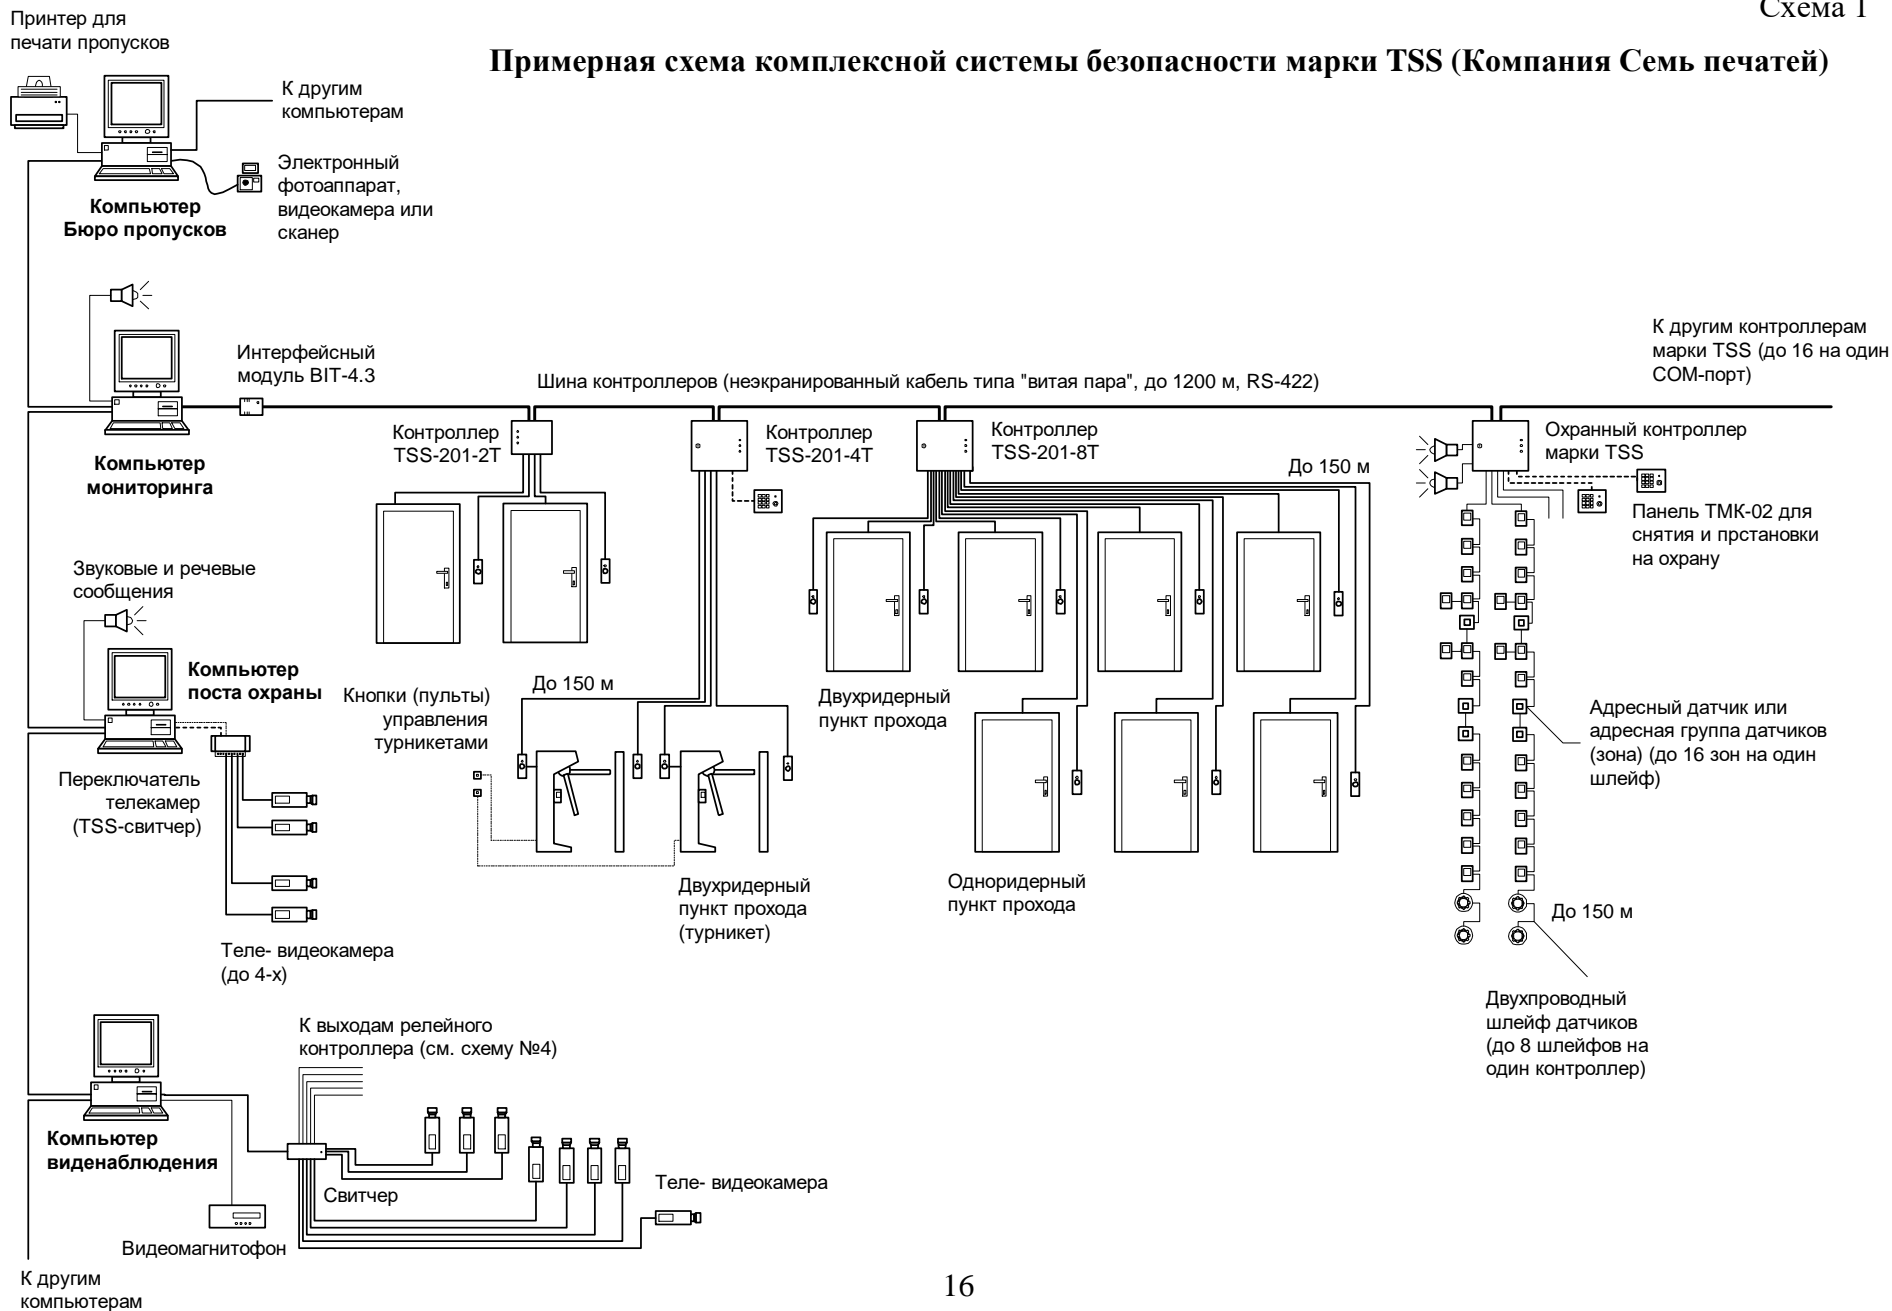 Схема 1
Примерная схема комплексной системы безопасности марки TSS (Компания Семь печатей)
Принтер для
печати пропусков
К другим
компьютерам
Электронный
фотоаппарат,
видеокамера или
сканер
Компьютер
Бюро пропусков
Интерфейсный
модуль BIT-4.3
Шина контроллеров (неэкранированный кабель типа "витая пара", до 1200 м, RS-422)
К другим контроллерам
марки TSS (до 16 на один
COM-порт)
Компьютер
мониторинга
Контроллер
TSS-201-2T
Контроллер
TSS-201-4T
Контроллер
TSS-201-8T
До 150 м
Охранный контроллер
марки TSS
Панель ТМК-02 для
снятия и прстановки
на охрану
Звуковые и речевые
сообщения
Компьютер
поста охраны
Кнопки (пульты)
управления
турникетами
До 150 м
Двухридерный
пункт прохода
Адресный датчик или
адресная группа датчиков
(зона) (до 16 зон на один
шлейф)
Переключатель
телекамер
(TSS-свитчер)
Двухридерный
пункт прохода
(турникет)
Одноридерный
пункт прохода
До 150 м
Теле- видеокамера
(до 4-х)
Двухпроводный
шлейф датчиков
(до 8 шлейфов на
один контроллер)
К выходам релейного
контроллера (см. схему №4)
Компьютер
виденаблюдения
Свитчер
Теле- видеокамера
Видеомагнитофон
К другим
компьютерам
16